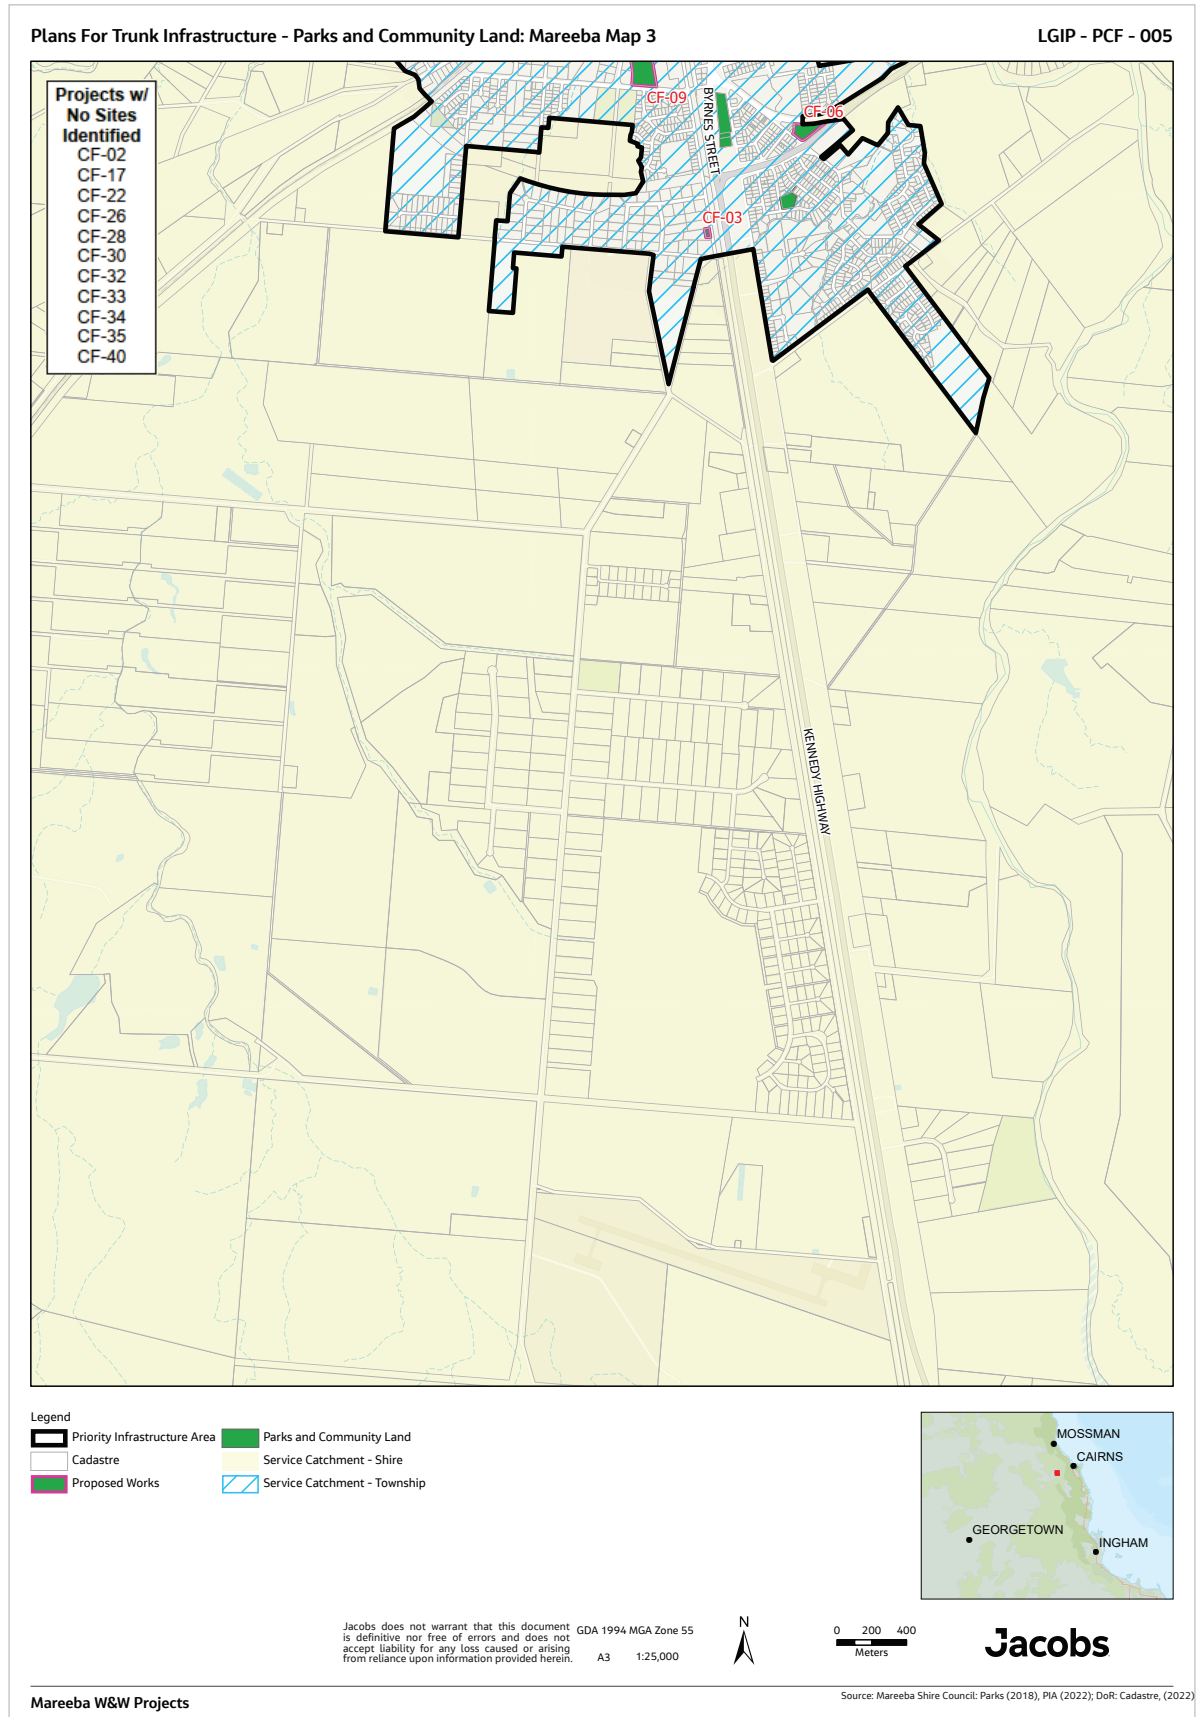 Plans For Trunk Infrastructure - Parks and Community Land: Mareeba Map 3
LGIP - PCF - 005
Projects w/
No Sites
Identified
CF-02
CF-17
CF-22
CF-26
CF-28
CF-30
CF-32
CF-33
CF-34
CF-35
CF-40
CF-09
BYRNES STREET
CF-06
CF-03
KENNEDY HIGHWAY
Legend
Priority Infrastructure Area
Parks and Community Land
Cadastre
Service Catchment - Shire
Proposed Works
Service Catchment - Township
MOSSMAN
CAIRNS
GEORGETOWN
INGHAM
Jacobs does not warrant that this document
is definitive nor free of errors and does not
accept liability for any loss caused or arising
from reliance upon information provided herein.
GDA 1994 MGA Zone 55
A3 1:25,000
N
0 200 400
Meters
Jacobs
Mareeba W&W Projects
Source: Mareeba Shire Council: Parks (2018), PIA (2022); DoR: Cadastre, (2022)